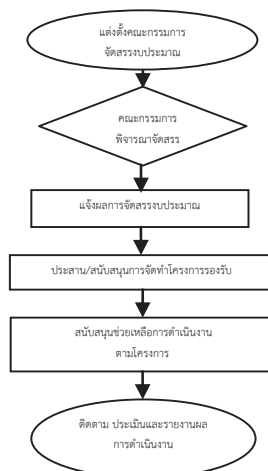 แต่งตั้งคณะกรรมการ
จัดสรรงบประมาณ
คณะกรรมการ
พิจารณาจัดสรร
แจ้งผลการจัดสรรงบประมาณ
ประสาน/สนับสนุนการจัดทำโครงการรองรับ
สนับสนุนช่วยเหลือการดำเนินงาน
ตามโครงการ
ติดตาม ประเมินและรายงานผล
การดำเนินงาน